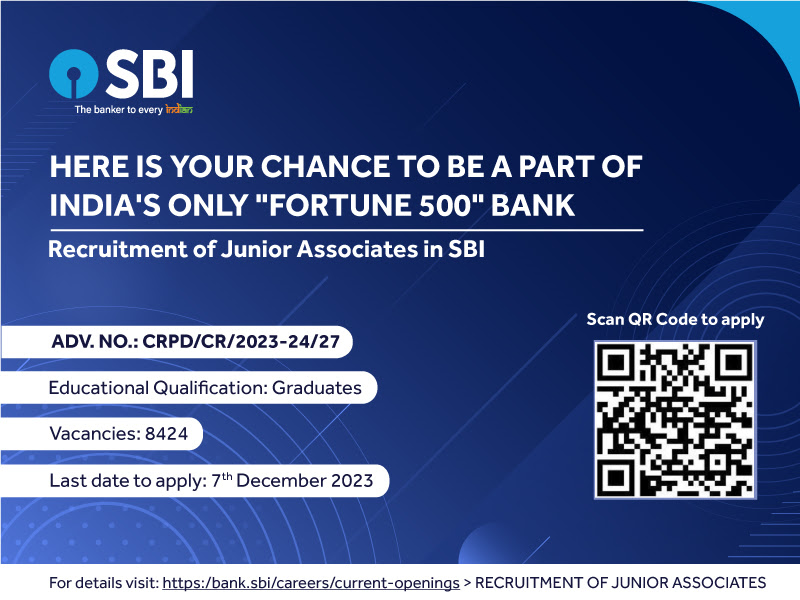 SBI
The banker to every indian
HERE IS YOUR CHANCE TO BE A PART OF
INDIA'S ONLY "FORTUNE 500" BANK
Recruitment of Junior Associates in SBI
ADV. NO.: CRPD/CR/2023-24/27
Educational Qualification: Graduates
Vacancies: 8424
Last date to apply: 7th December 2023
Scan QR Code to apply
For details visit: https:/bank.sbi/careers/current-openings > RECRUITMENT OF JUNIOR ASSOCIATES